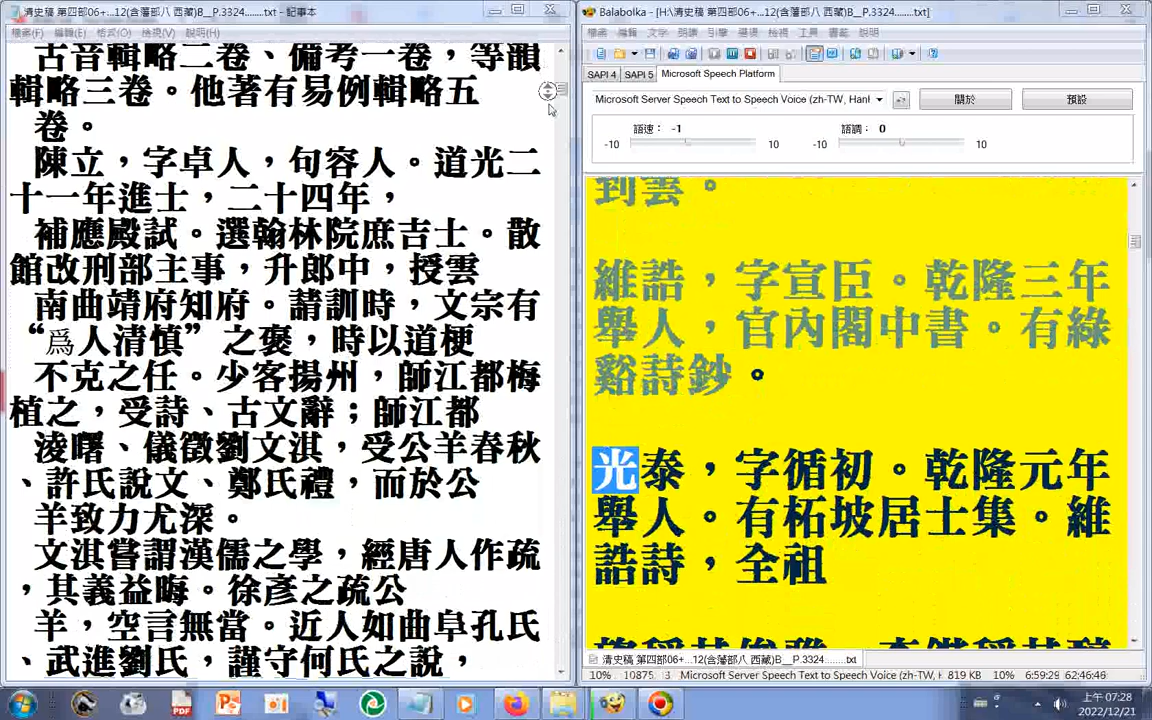 清史稿 第四部06+...12(含藩部八 西藏)B__P.3324.......txt - 記事本
檔案(F) 編輯(E) 格式(O) 檢視(V) 說明(H)
古音輯略二卷、備考一卷，等韻
輯略三卷。他著有易例輯略五
卷。
陳立，字卓人，句容人。道光二
十一年進士，二十四年，
補應殿試。選翰林院庶吉士。散
館改刑部主事，升郎中，授雲
南曲靖府知府。請訓時，文宗有
“爲人清慎”之褒，時以道梗
不克之任。少客揚州，師江都梅
植之，受詩、古文辭；師江都
淩曙、儀徵劉文淇，受公羊春秋
、許氏說文、鄭氏禮，而於公
羊致力尤深。
文淇嘗謂漢儒之學，經唐人作疏
，其義益晦。徐彥之疏公
羊，空言無當。近人如曲阜孔氏
、武進劉氏，謹守何氏之說，
Balabolka - [H:\清史稿 第四部06+...12(含藩部八 西藏)B__P.3324.......txt]
檔案 編輯 文字 朗讀 引擎 選項 檢視 工具 書籤 說明
SAPI 4 SAPI 5 Microsoft Speech Platform
Microsoft Server Speech Text to Speech Voice (zh-TW, Hanl
關於 預設
語速： -1 語調： 0
-10 10 -10 10
到雲。
維誥，字宣臣。乾隆三年
舉人，官內閣中書。有綠
谿詩鈔。
光泰，字循初。乾隆元年
舉人。有柘坡居士集。維
誥詩，全祖
清史稿 第四部06+...12(含藩部八 西藏)B__P.3324.......txt
10% 10875. 3 Microsoft Server Speech Text to Speech Voice (zh-TW, H 819 KB 10% 6:59:29 62:46:46
上午 07:28
2022/12/21